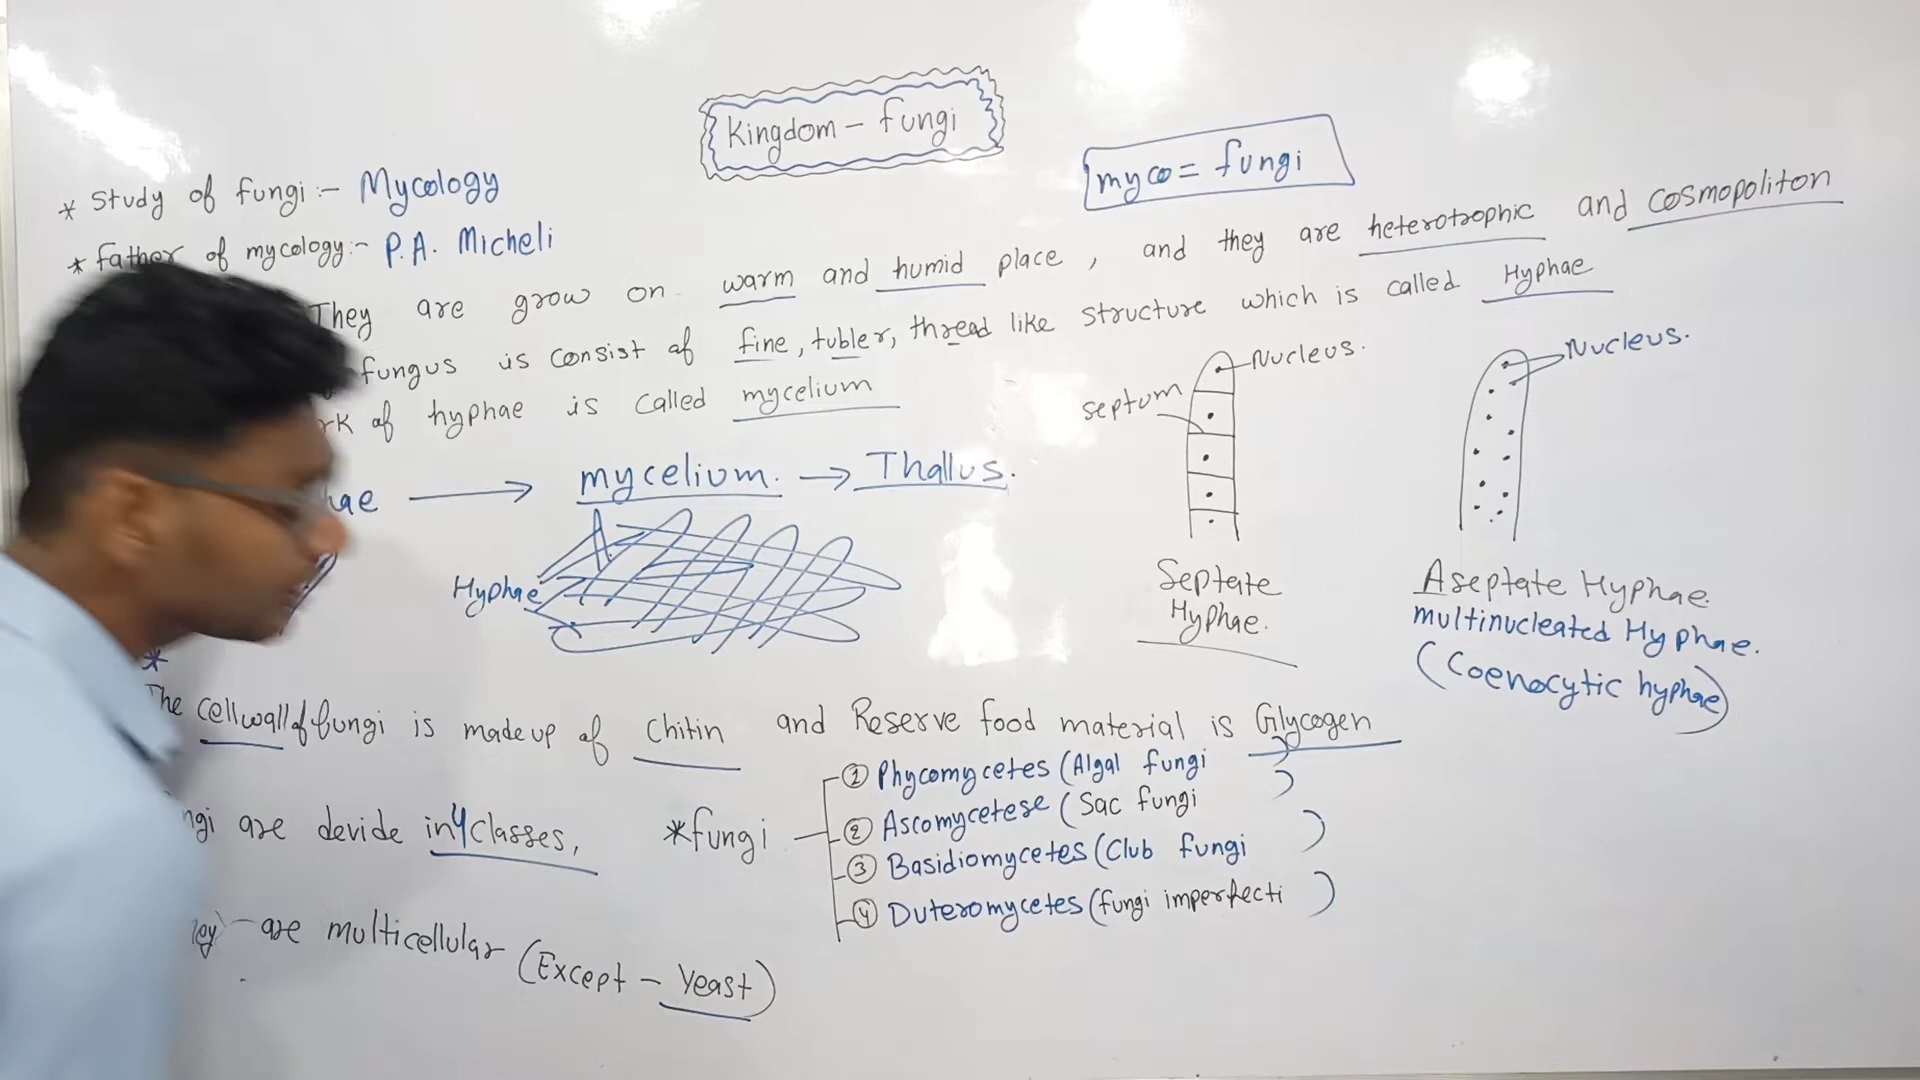 Kingdom - fungi
myco = fungi
* Study of fungi :- Mycology
* father of mycology :- P.A. Micheli
They are grow on warm and humid place, and they are heterotrophic and cosmopoliton
fungus is consist of fine, tubler, thread like structure which is called Hyphae
of hyphae is called mycelium
→ mycelium. → Thallus.
Hyphae
Nucleus.
Septum
Septate
Hyphae.
Nucleus.
Aseptate Hyphae
multinucleated Hyphae.
(Coenocytic hyphae)
*
The cellwall of fungi is madeup of chitin and Reserve food material is Glycogen
are devide in 4 classes,
*fungi
① Phycomycetes (Algal fungi)
② Ascomycetese (Sac fungi)
③ Basidiomycetes (Club fungi)
④ Duteromycetes (fungi imperfecti)
are multicellular (Except - Yeast)